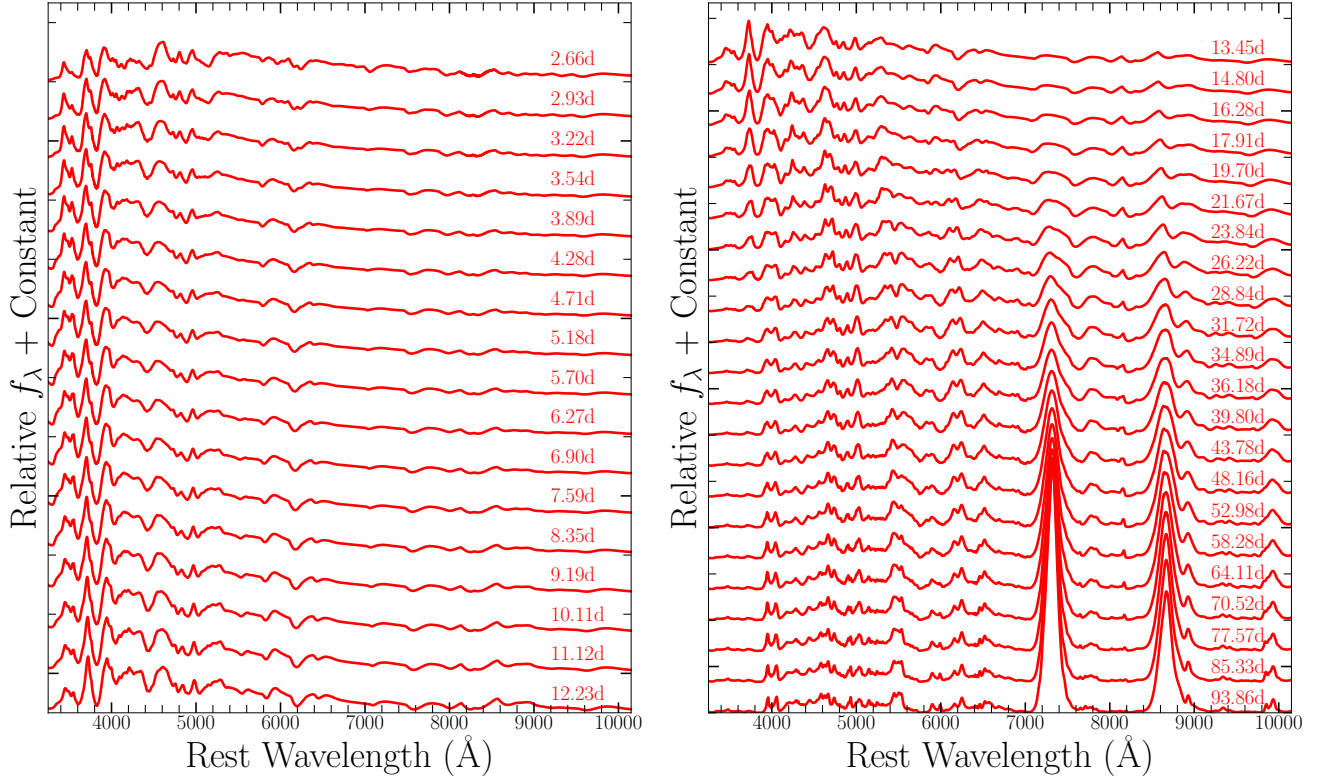 Relative f_λ + Constant
2.66d
2.93d
3.22d
3.54d
3.89d
4.28d
4.71d
5.18d
5.70d
6.27d
6.90d
7.59d
8.35d
9.19d
10.11d
11.12d
12.23d
4000 5000 6000 7000 8000 9000 10000
Rest Wavelength (Å)
Relative f_λ + Constant
13.45d
14.80d
16.28d
17.91d
19.70d
21.67d
23.84d
26.22d
28.84d
31.72d
34.89d
36.18d
39.80d
43.78d
48.16d
52.98d
58.28d
64.11d
70.52d
77.57d
85.33d
93.86d
4000 5000 6000 7000 8000 9000 10000
Rest Wavelength (Å)